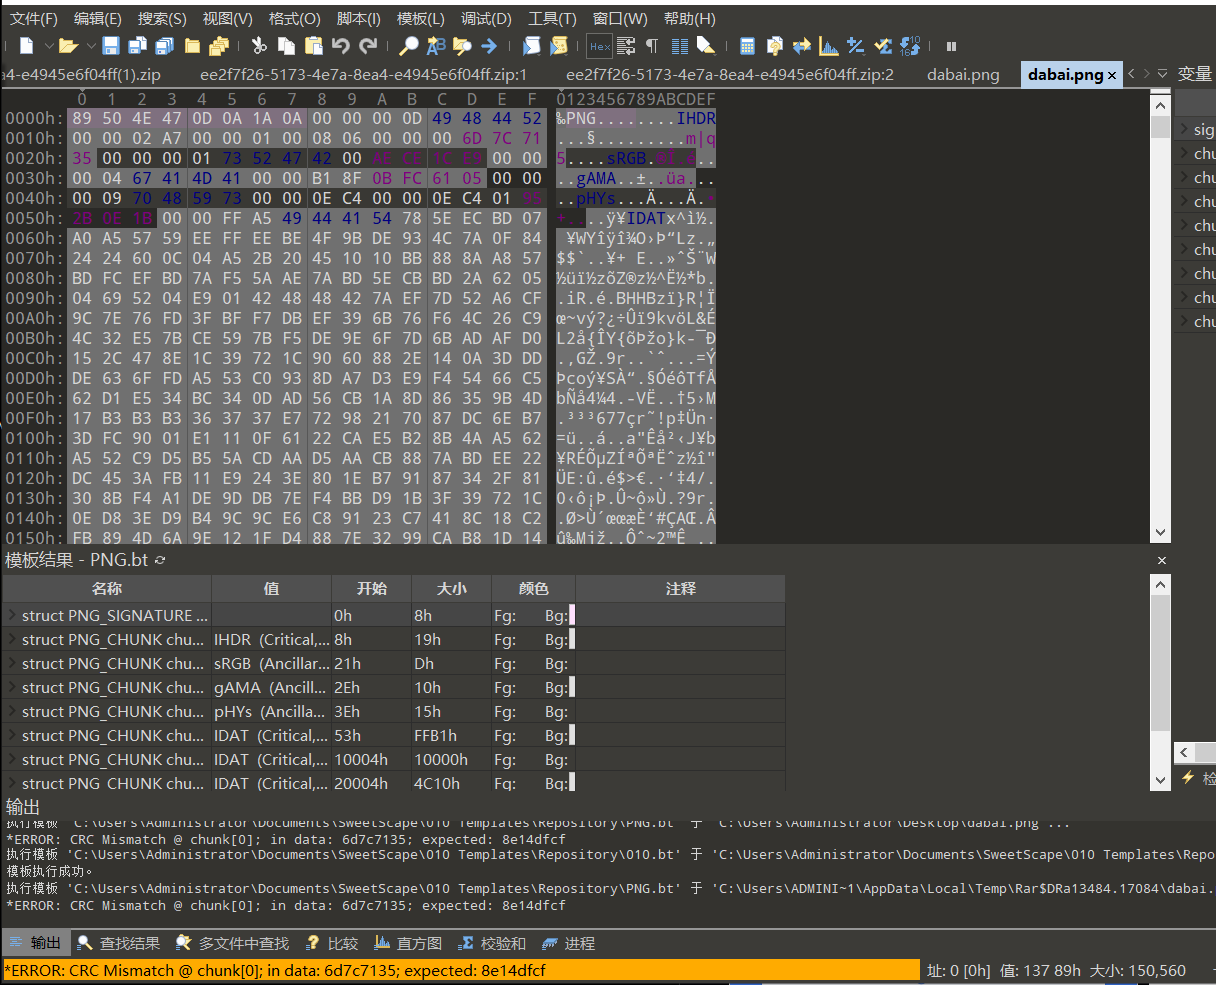 文件(F) 编辑(E) 搜索(S) 视图(V) 格式(O) 脚本(I) 模板(L) 调试(D) 工具(T) 窗口(W) 帮助(H)
a4-e4945e6f04ff(1).zip ee2f7f26-5173-4e7a-8ea4-e4945e6f04ff.zip:1 ee2f7f26-5173-4e7a-8ea4-e4945e6f04ff.zip:2 dabai.png dabai.png × 变量
0 1 2 3 4 5 6 7 8 9 A B C D E F 0123456789ABCDEF
0000h: 89 50 4E 47 0D 0A 1A 0A 00 00 00 0D 49 48 44 52 ‰PNG........IHDR
0010h: 00 00 02 A7 00 00 01 00 08 06 00 00 00 6D 7C 71 ...§.........m|q
0020h: 35 00 00 00 01 73 52 47 42 00 AE CE 1C E9 00 00 5....sRGB.®Î.é..
0030h: 00 04 67 41 4D 41 00 00 B1 8F 0B FC 61 05 00 00 ..gAMA..±..üa...
0040h: 00 09 70 48 59 73 00 00 0E C4 00 00 0E C4 01 95 ..pHYs...Ä...Ä.•
0050h: 2B 0E 1B 00 00 FF A5 49 44 41 54 78 5E EC BD 07 +....ÿ¥IDATx^ì½.
0060h: A0 A5 57 59 EE FF EE BE 4F 9B DE 93 4C 7A 0F 84 ¥WYîÿî¾O›Þ“Lz.„
0070h: 24 24 60 0C 04 A5 2B 20 45 10 10 BB 88 8A A8 57 $$`..¥+ E..»ˆŠ¨W
0080h: BD FC EF BD 7A AF F5 5A AE 7A BD 5E CB BD 2A 62 05 ½üï½z¯õZ®z½^Ë½*b.
0090h: 04 69 52 04 E9 01 42 48 48 42 7A EF 7D 52 A6 CF .iR.é.BHHBzï}R¦Ï
00A0h: 9C 7E 76 FD 3F BF F7 DB EF 39 6B 76 F6 4C 26 C9 œ~vý?¿÷Ûï9kvöL&É
00B0h: 4C 32 E5 7B CE 59 7B F5 DE 9E 6F 7D 6B AD AF D0 L2å{ÎY{õÞžo}k-¯Ð
00C0h: 15 2C 47 8E 1C 39 72 1C 90 60 88 2E 14 0A 3D DD .,GŽ.9r..`ˆ...=Ý
00D0h: DE 63 6F FD A5 53 C0 93 8D A7 D3 E9 F4 54 66 C5 Þcoý¥SÀ“.§ÓéôTfÅ
00E0h: 62 D1 E5 34 BC 34 0D AD 56 CB 1A 8D 86 35 9B 4D bÑå4¼4.-VË..†5›M
00F0h: 17 B3 B3 B3 36 37 37 E7 72 98 21 70 87 DC 6E B7 .³³³677çr˜!p‡Ün·
0100h: 3D FC 90 01 E1 11 0F 61 22 CA E5 B2 8B 4A A5 62 =ü..á..a"Êå²‹J¥b
0110h: A5 52 C9 D5 B5 5A CD AA D5 AA CB 88 7A BD EE 22 ¥RÉÕµZÍªÕªËˆz½î"
0120h: DC 45 3A FB 11 E9 24 3E 80 1E B7 91 87 34 2F 81 ÜE:û.é$>€.·‘‡4/.
0130h: 30 8B F4 A1 DE 9D DB 7E F4 BB D9 1B 3F 39 72 1C 0‹ô¡Þ.Û~ô»Ù.?9r.
0140h: 0E D8 3E D9 B4 9C 9C E6 C8 91 23 C7 41 8C 18 C2 .Ø>Ù´œœæÈ‘#ÇAŒ.Â
0150h: FB 89 4D 6A 9E 12 1F D4 88 7E 32 99 CA B8 1D 14 û‰Mjž..Ôˆ~2™Ê
模板结果 - PNG.bt ×
名称 值 开始 大小 颜色 注释
struct PNG_SIGNATURE ... 0h 8h Fg: Bg:
struct PNG_CHUNK chu... IHDR (Critical,... 8h 19h Fg: Bg:
struct PNG_CHUNK chu... sRGB (Ancillar... 21h Dh Fg: Bg:
struct PNG_CHUNK chu... gAMA (Ancill... 2Eh 10h Fg: Bg:
struct PNG_CHUNK chu... pHYs (Ancilla... 3Eh 15h Fg: Bg:
struct PNG_CHUNK chu... IDAT (Critical,... 53h FFB1h Fg: Bg:
struct PNG_CHUNK chu... IDAT (Critical,... 10004h 10000h Fg: Bg:
struct PNG CHUNK chu... IDAT (Critical,... 20004h 4C10h Fg: Bg:
sig
chu
chu
chu
chu
chu
chu
chu
chu
检
输出
执行模板 'C:\Users\Administrator\Documents\SweetScape\010 Templates\Repository\PNG.bt' 于 'C:\Users\Administrator\Desktop\dabai.png'...
*ERROR: CRC Mismatch @ chunk[0]; in data: 6d7c7135; expected: 8e14dfcf
执行模板 'C:\Users\Administrator\Documents\SweetScape\010 Templates\Repository\010.bt' 于 'C:\Users\Administrator\Documents\SweetScape\010 Templates\Repo
模板执行成功。
执行模板 'C:\Users\Administrator\Documents\SweetScape\010 Templates\Repository\PNG.bt' 于 'C:\Users\ADMINI~1\AppData\Local\Temp\Rar$DRa13484.17084\dabai.
*ERROR: CRC Mismatch @ chunk[0]; in data: 6d7c7135; expected: 8e14dfcf
输出 查找结果 多文件中查找 比较 直方图 校验和 进程
*ERROR: CRC Mismatch @ chunk[0]; in data: 6d7c7135; expected: 8e14dfcf 址: 0 [0h] 值: 137 89h 大小: 150,560